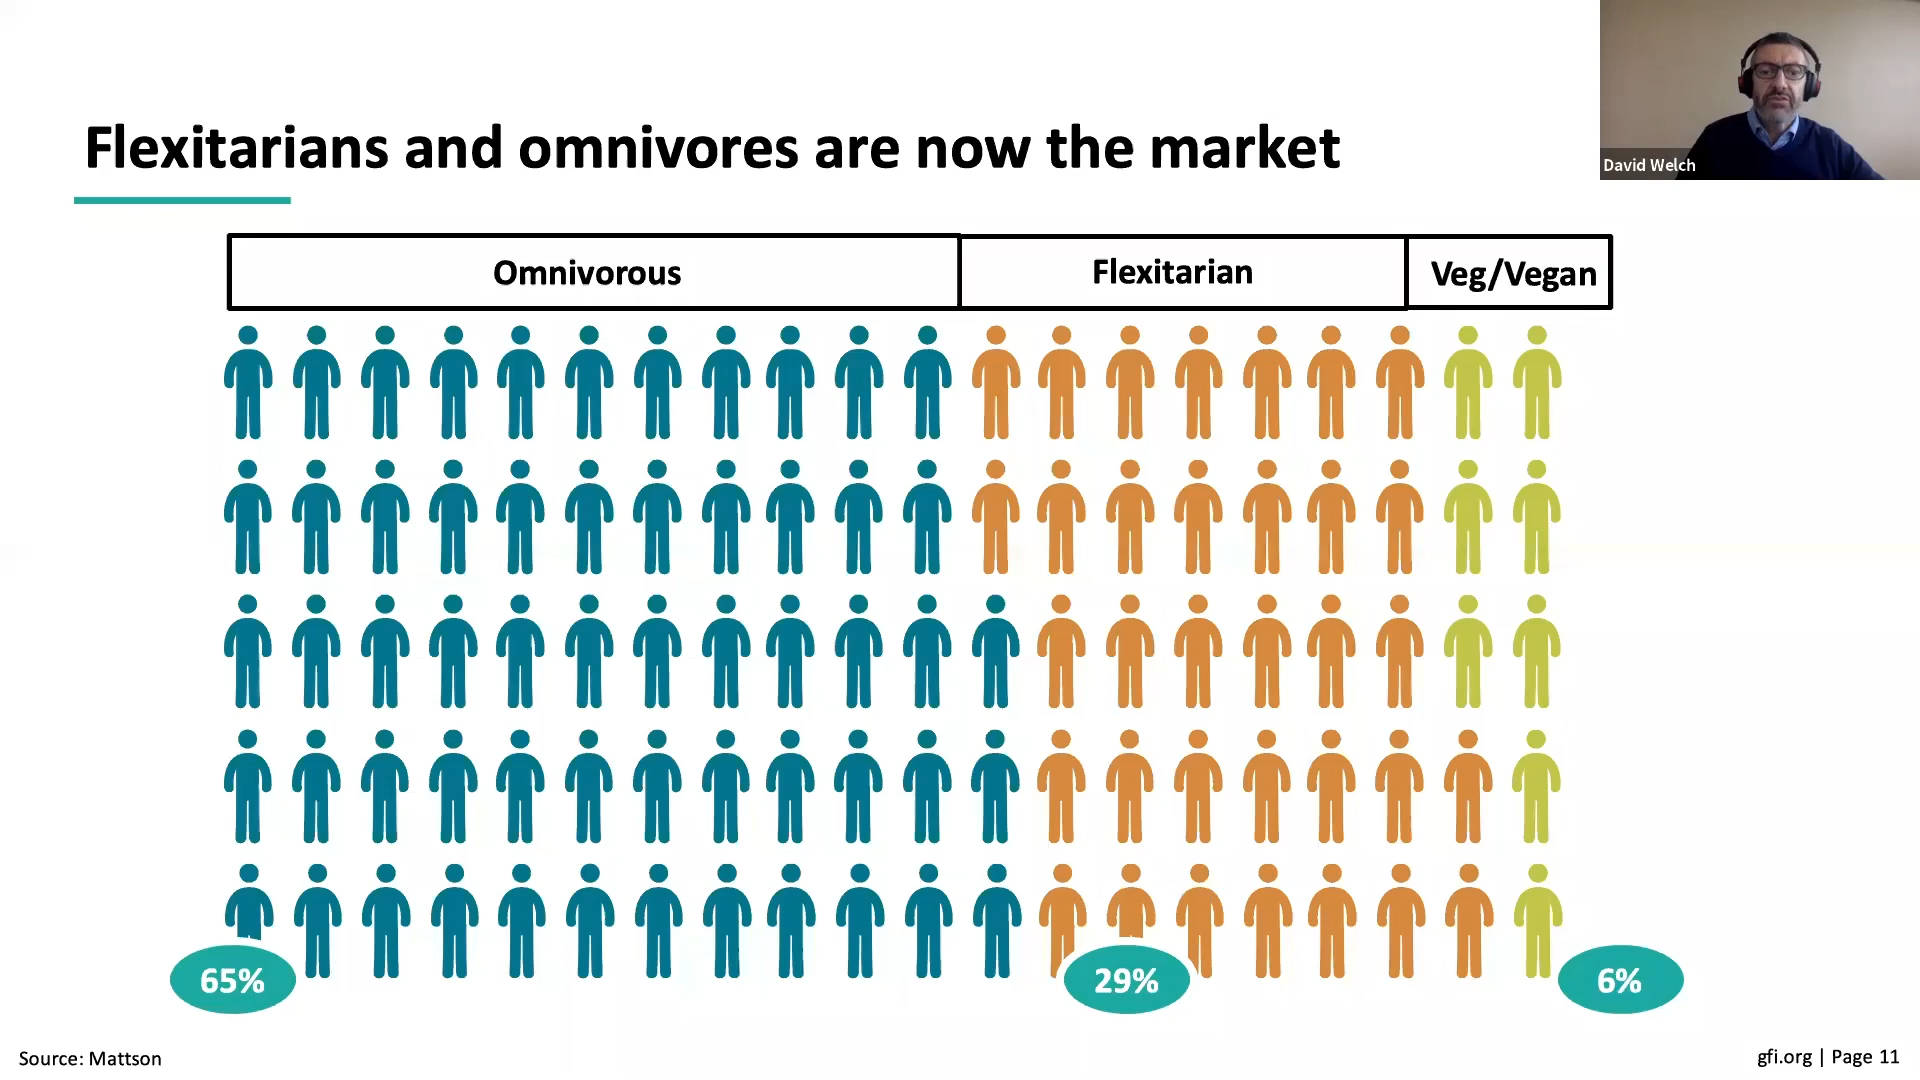 David Welch
Flexitarians and omnivores are now the market
Omnivorous
Flexitarian
Veg/Vegan
65%
29%
6%
Source: Mattson
gfi.org | Page 11